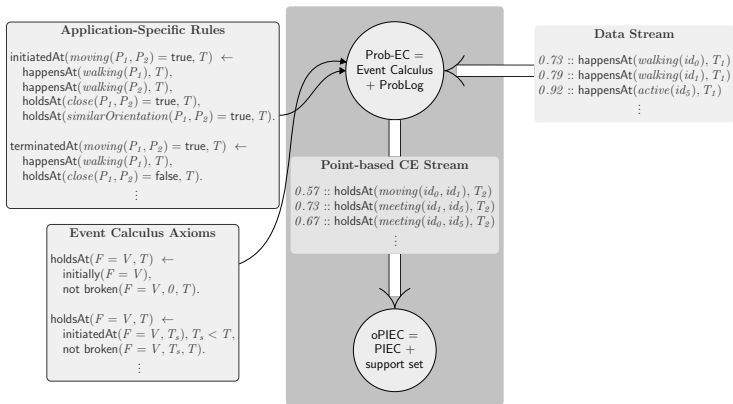 Application-Specific Rules
initiatedAt(moving(P₁, P₂) = true, T) ←
happensAt(walking(P₁), T),
happensAt(walking(P₂), T),
holdsAt(close(P₁, P₂) = true, T),
holdsAt(similarOrientation(P₁, P₂) = true, T).
terminatedAt(moving(P₁, P₂) = true, T) ←
happensAt(walking(P₁), T),
holdsAt(close(P₁, P₂) = false, T).
⋮
Event Calculus Axioms
holdsAt(F = V, T) ←
initially(F = V),
not broken(F = V, 0, T).
holdsAt(F = V, T) ←
initiatedAt(F = V, Tₛ), Tₛ < T,
not broken(F = V, Tₛ, T).
⋮
Prob-EC =
Event Calculus
+ ProbLog
Point-based CE Stream
0.57 :: holdsAt(moving(id₀, id₁), T₂)
0.73 :: holdsAt(meeting(id₁, id₅), T₂)
0.67 :: holdsAt(meeting(id₀, id₅), T₂)
⋮
oPIEC =
PIEC +
support set
Data Stream
0.73 :: happensAt(walking(id₀), T₁)
0.79 :: happensAt(walking(id₁), T₁)
0.92 :: happensAt(active(id₅), T₁)
⋮